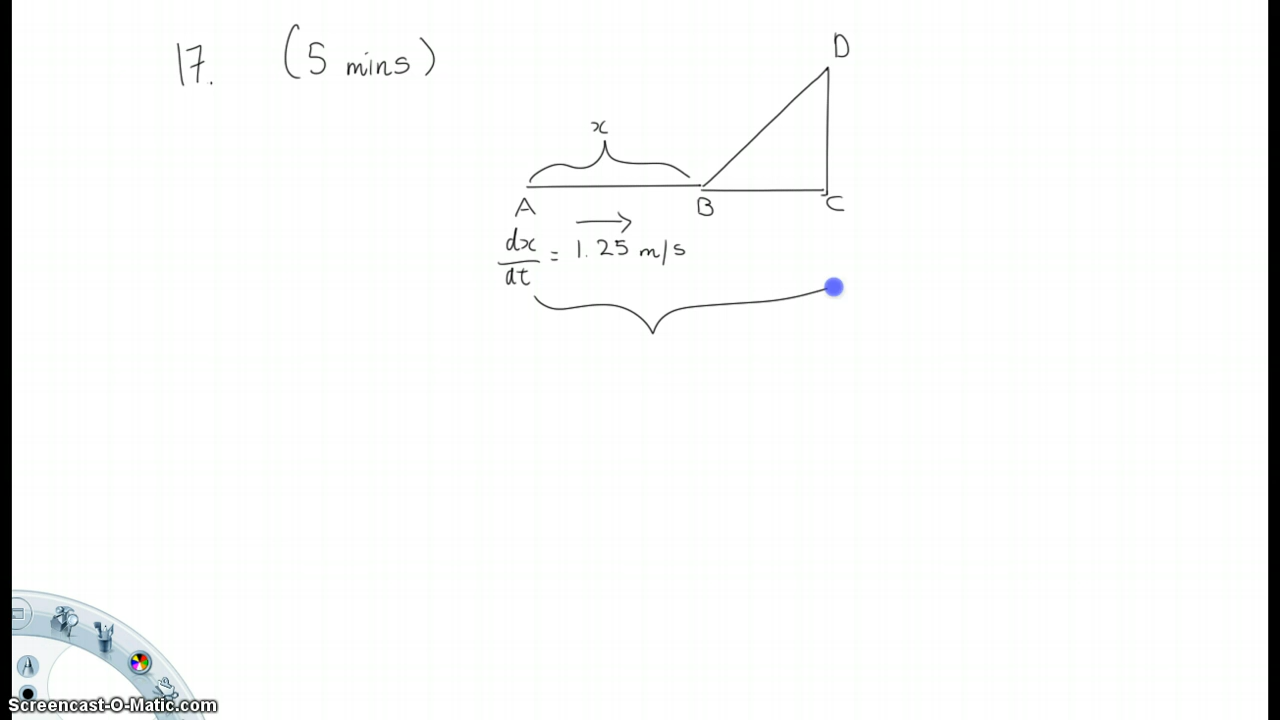 17. (5 mins)
D
x
A B C
dx/dt = 1.25 m/s
Screencast-O-Matic.com